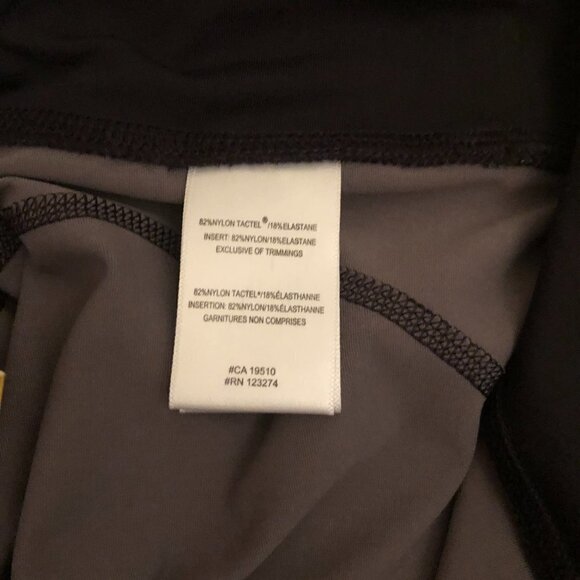 82%NYLON TACTEL®/18%ELASTANE
INSERT: 82%NYLON/18%ELASTANE
EXCLUSIVE OF TRIMMINGS
82%NYLON TACTEL®/18%ÉLASTHANNE
INSERTION: 82%NYLON/18%ÉLASTHANNE
GARNITURES NON COMPRISES
#CA 19510
#RN 123274